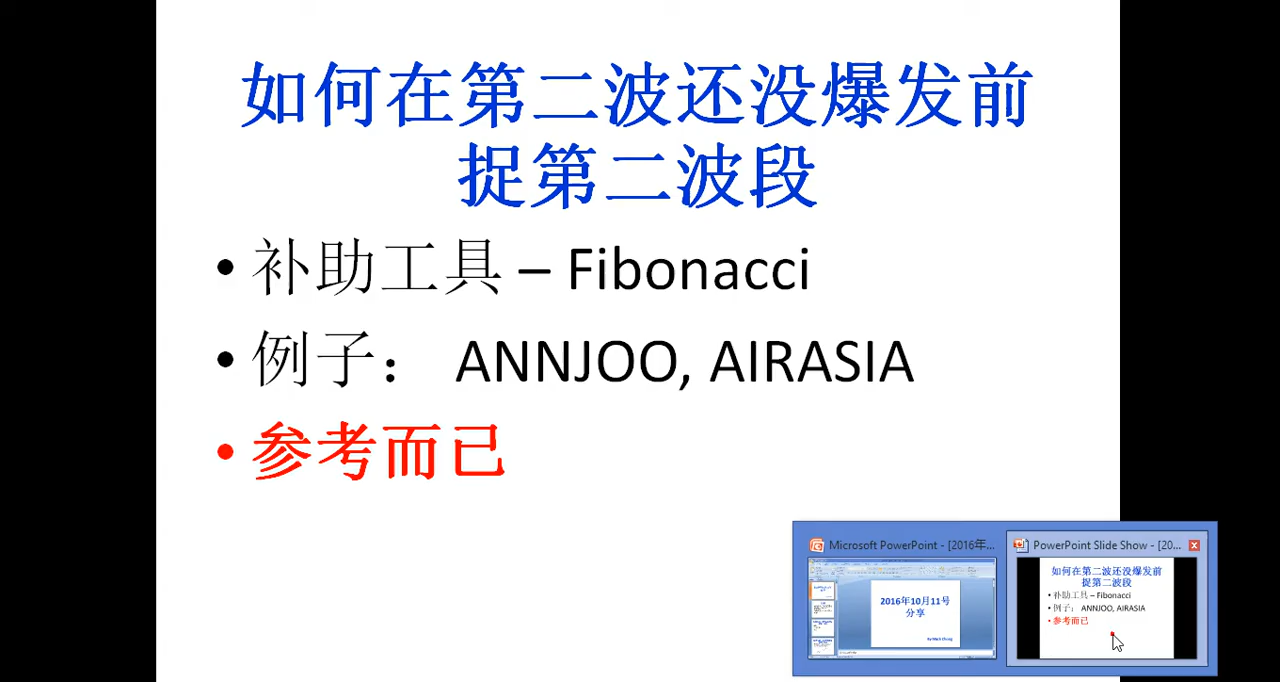 如何在第二波还没爆发前
捉第二波段
• 补助工具 – Fibonacci
• 例子： ANNJOO, AIRASIA
• 参考而已
Microsoft PowerPoint - [2016年...
2016年10月11号
分享
PowerPoint Slide Show - [20...
如何在第二波还没爆发前
捉第二波段
• 补助工具 – Fibonacci
• 例子： ANNJOO, AIRASIA
• 参考而已